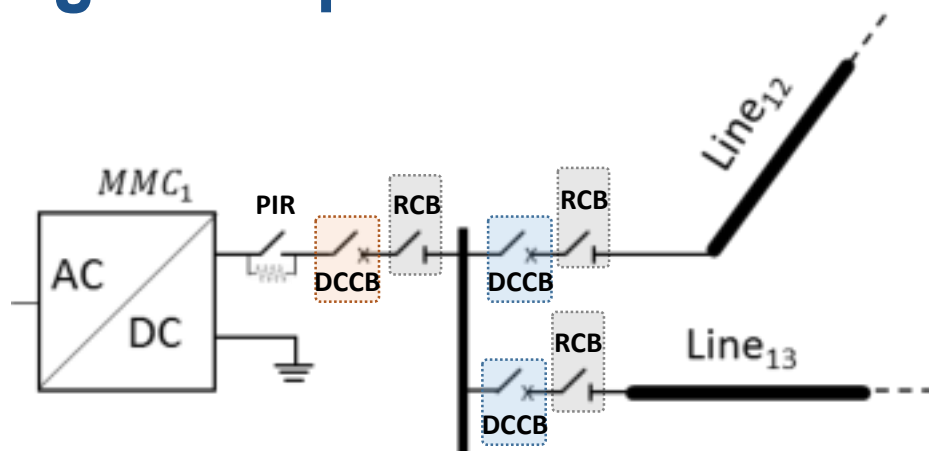 MMC₁
PIR
RCB
AC
DC
DCCB
RCB
DCCB
Line₁₂
RCB
DCCB
Line₁₃